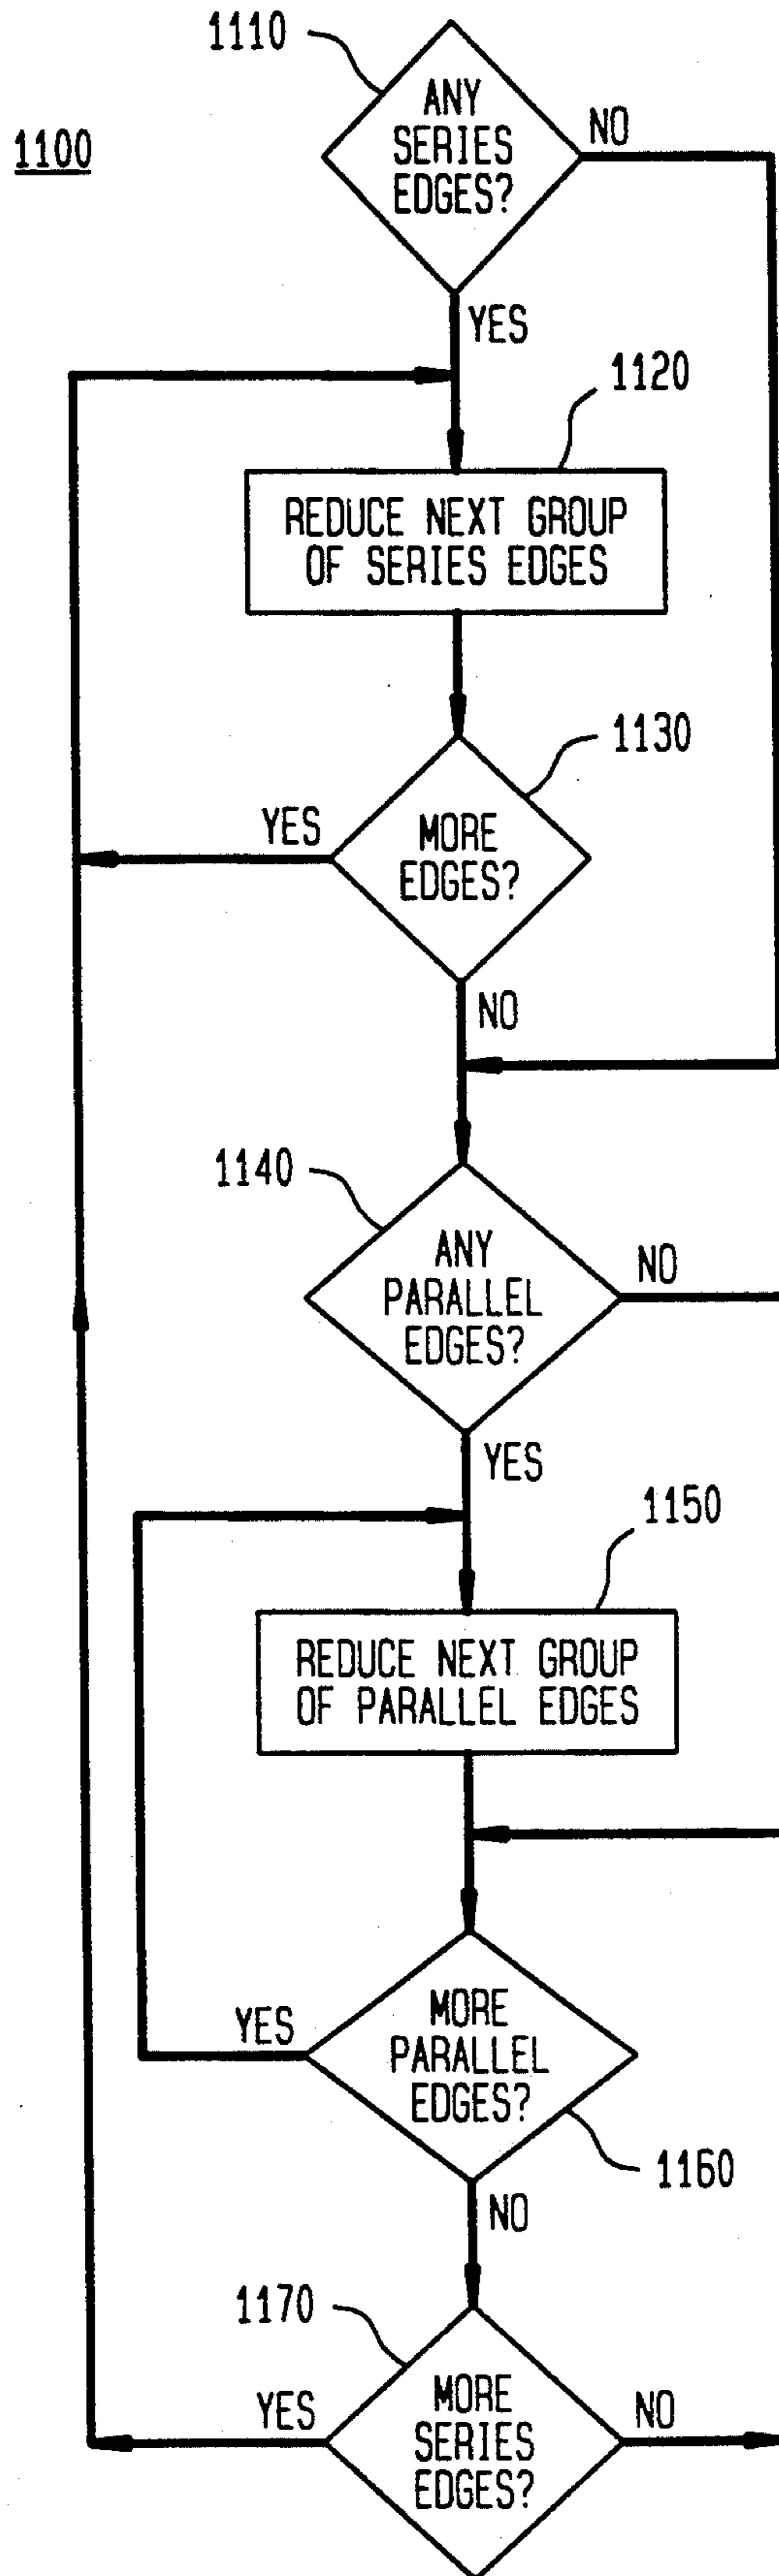 1110
1100
ANY
SERIES
EDGES?
NO
YES
1120
REDUCE NEXT GROUP
OF SERIES EDGES
1130
YES
MORE
EDGES?
NO
1140
ANY
PARALLEL
EDGES?
NO
YES
1150
REDUCE NEXT GROUP
OF PARALLEL EDGES
YES
MORE
PARALLEL
EDGES?
1160
NO
1170
YES
MORE
SERIES
EDGES?
NO